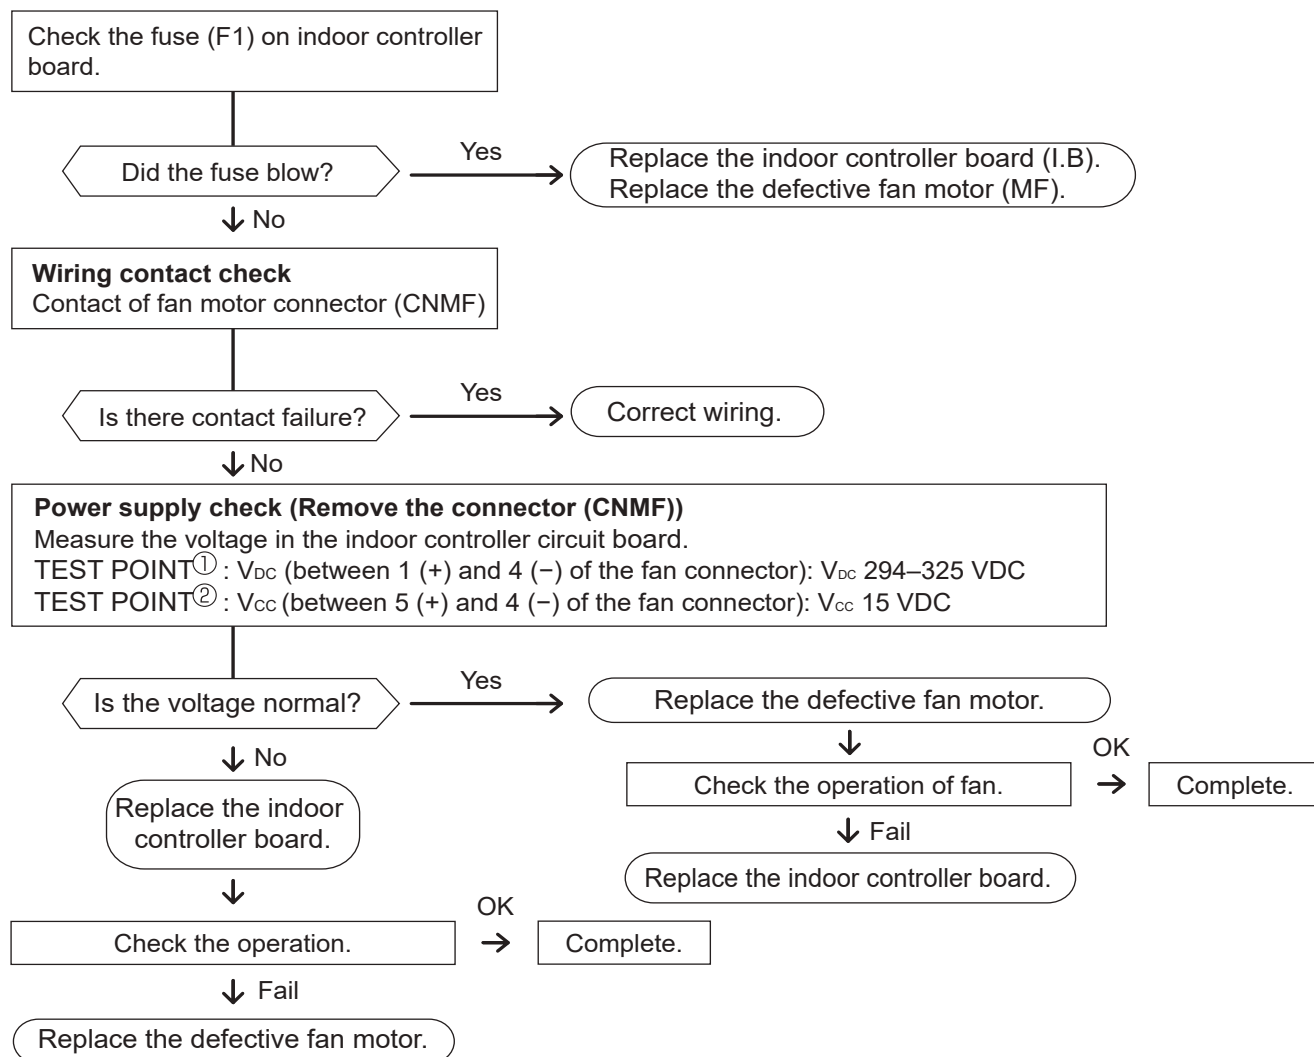 Check the fuse (F1) on indoor controller
board.
Did the fuse blow?
Yes
Replace the indoor controller board (I.B).
Replace the defective fan motor (MF).
No
Wiring contact check
Contact of fan motor connector (CNMF)
Is there contact failure?
Yes
Correct wiring.
No
Power supply check (Remove the connector (CNMF))
Measure the voltage in the indoor controller circuit board.
TEST POINT① : VDC (between 1 (+) and 4 (−) of the fan connector): VDC 294–325 VDC
TEST POINT② : VCC (between 5 (+) and 4 (−) of the fan connector): VCC 15 VDC
Is the voltage normal?
Yes
Replace the defective fan motor.
Check the operation of fan.
OK
Complete.
Fail
Replace the indoor controller board.
No
Replace the indoor
controller board.
Check the operation.
OK
Complete.
Fail
Replace the defective fan motor.